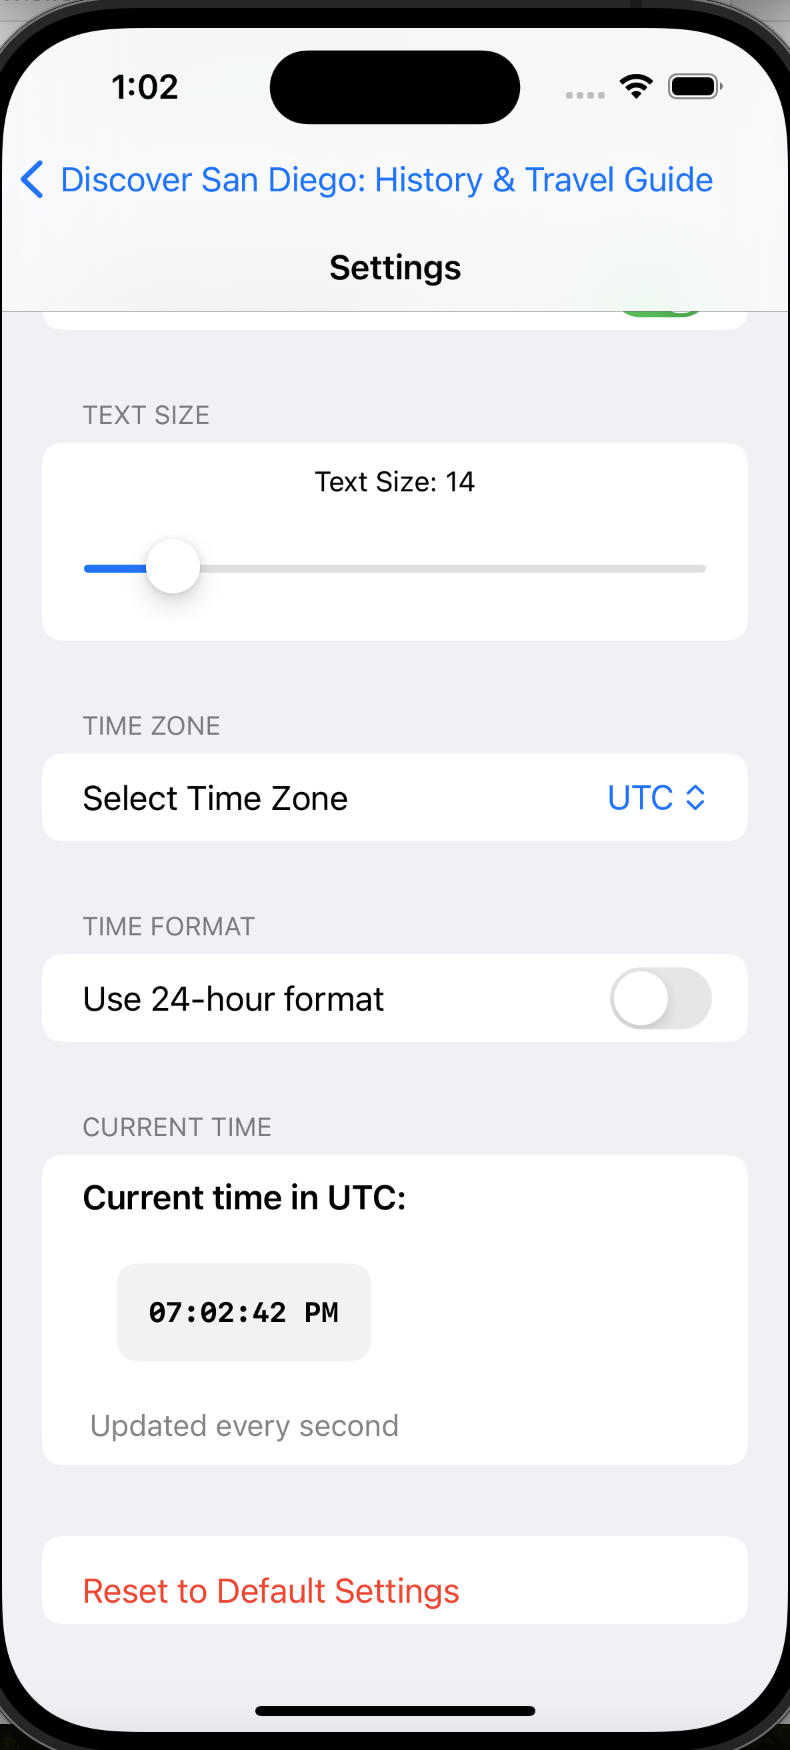 1:02
Discover San Diego: History & Travel Guide
Settings
TEXT SIZE
Text Size: 14
TIME ZONE
Select Time Zone
UTC
TIME FORMAT
Use 24-hour format
CURRENT TIME
Current time in UTC:
07:02:42 PM
Updated every second
Reset to Default Settings